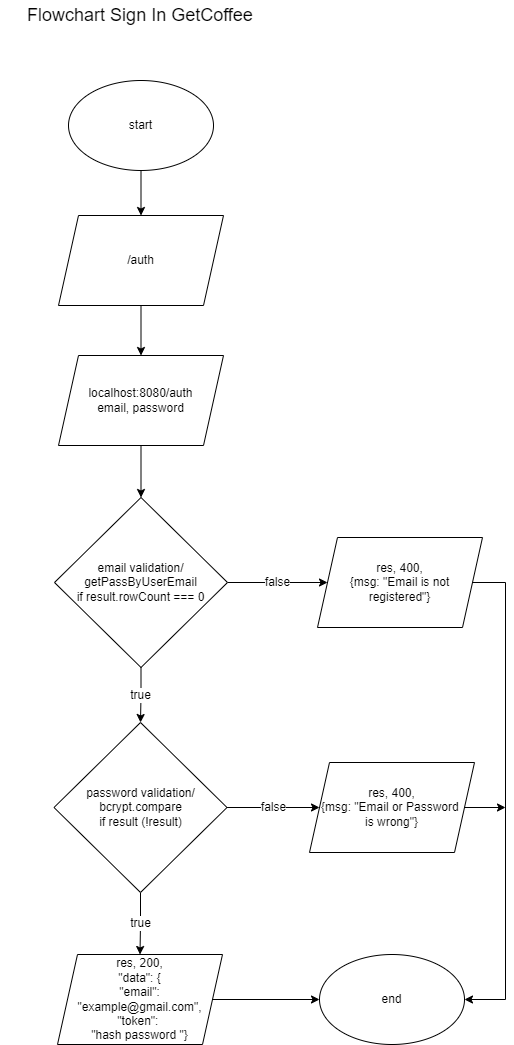 Flowchart Sign In GetCoffee
start
/auth
localhost:8080/auth
email, password
email validation/
getPassByUserEmail
if result.rowCount === 0
false
res, 400,
{msg: "Email is not
registered"}
true
password validation/
bcrypt.compare
if result (!result)
false
res, 400,
{msg: "Email or Password
is wrong"}
true
res, 200,
"data": {
"email":
"example@gmail.com",
"token":
"hash password "}
end